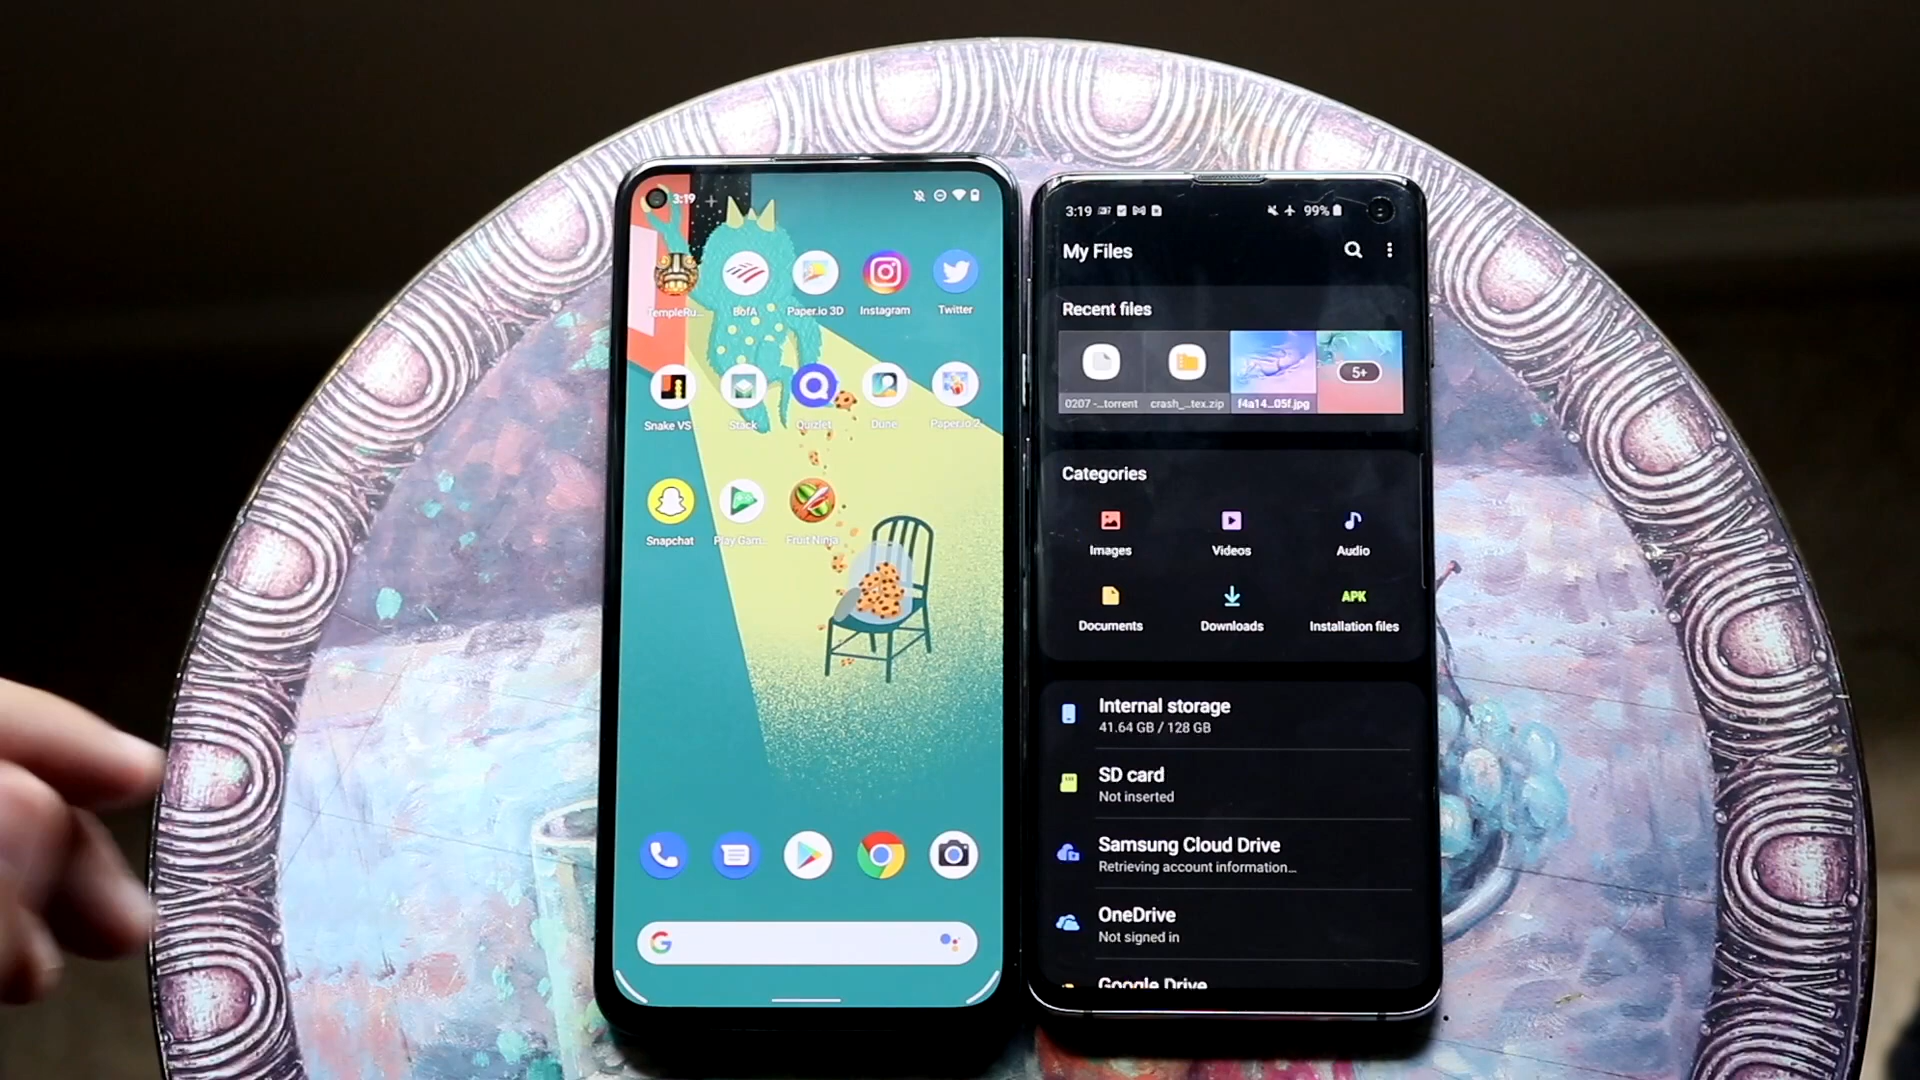 3:19
TempleRu...
BofA
Paper.io 3D
Instagram
Twitter
Snake VS
Stack
Quizlet
Dune
Paper.io 2
Snapchat
Play Gam...
Fruit Ninja
G
3:19
99%
My Files
Recent files
0207 -...torrent
crash_...tex.zip
f4a14...05f.jpg
5+
Categories
Images
Videos
Audio
APK
Documents
Downloads
Installation files
Internal storage
41.64 GB / 128 GB
SD card
Not inserted
Samsung Cloud Drive
Retrieving account information...
OneDrive
Not signed in
Google Drive